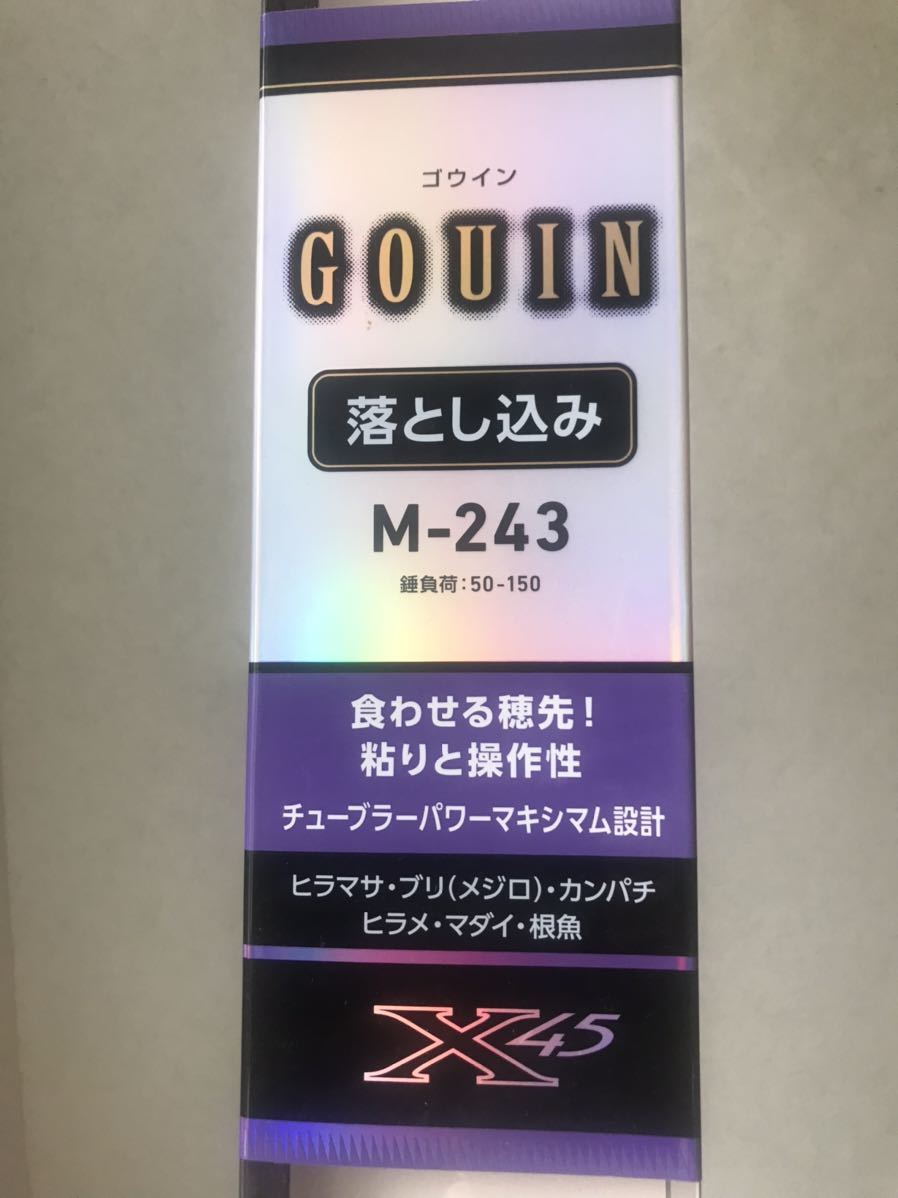 ゴウイン
GOUIN
落とし込み
M-243
錘負荷:50-150
食わせる穂先!
粘りと操作性
チューブラーパワーマキシマム設計
ヒラマサ・ブリ(メジロ)・カンパチ
ヒラメ・マダイ・根魚
X45